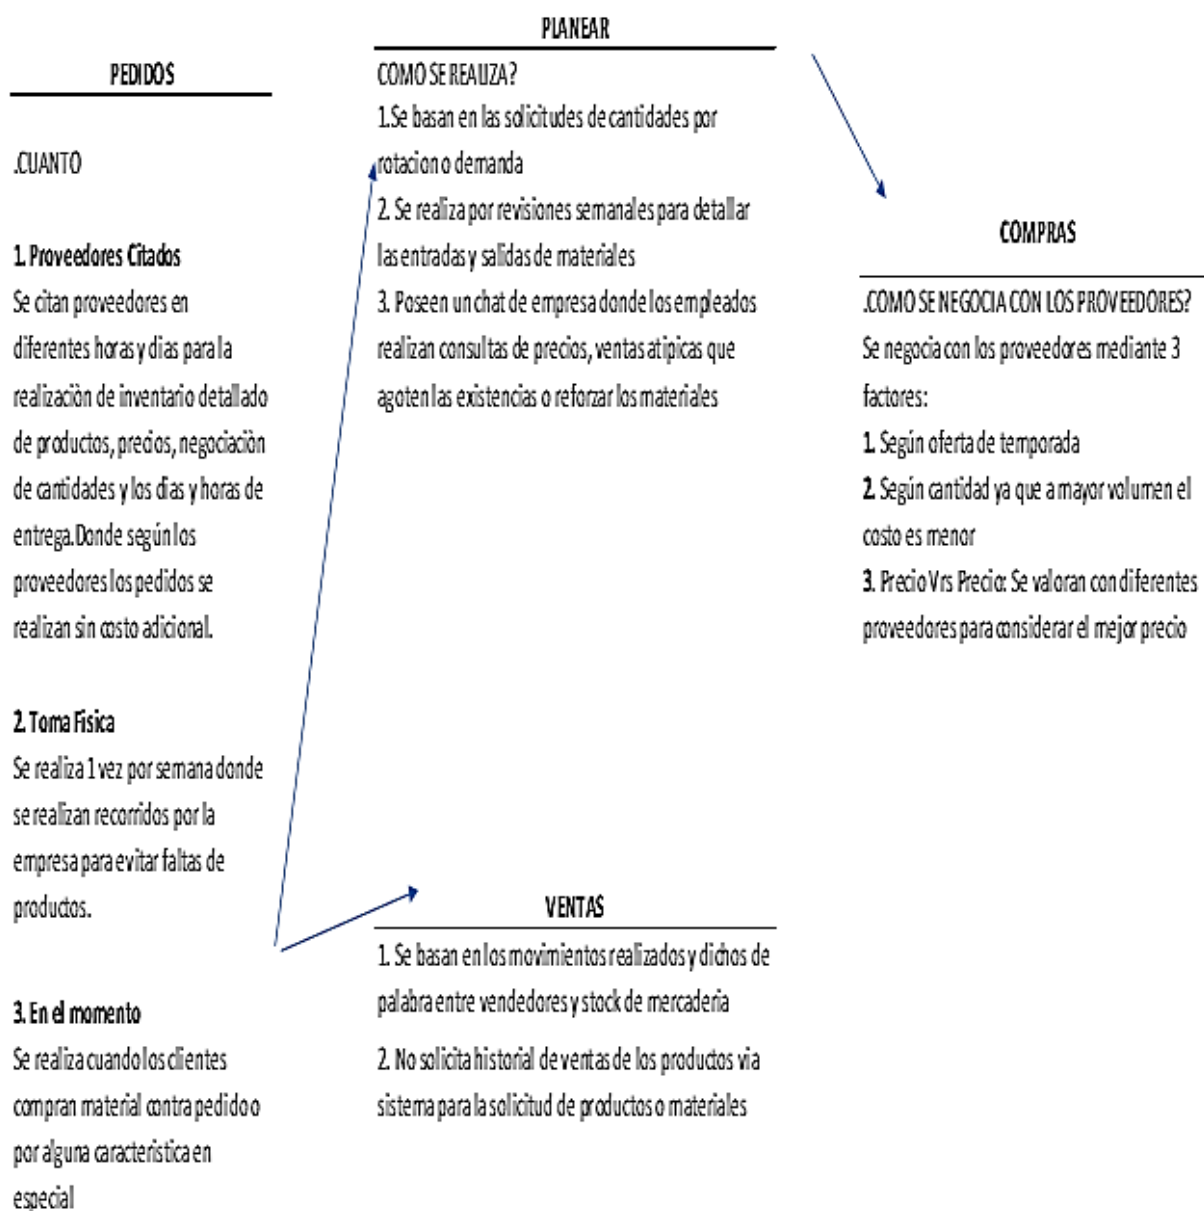 PEDIDOS
.CUANTO
1. Proveedores Citados
Se citan proveedores en
diferentes horas y dias para la
realizaciòn de inventario detallado
de productos, precios, negociaciòn
de cantidades y los dias y horas de
entrega.Donde según los
proveedores los pedidos se
realizan sin costo adicional.
2. Toma Fisica
Se realiza 1 vez por semana donde
se realizan recorridos por la
empresa para evitar faltas de
productos.
3. En el momento
Se realiza cuando los clientes
compran material contra pedido o
por alguna caracteristica en
especial
PLANEAR
COMO SE REALIZA?
1.Se basan en las solicitudes de cantidades por
rotacion o demanda
2. Se realiza por revisiones semanales para detallar
las entradas y salidas de materiales
3. Poseen un chat de empresa donde los empleados
realizan consultas de precios, ventas atipicas que
agoten las existencias o reforzar los materiales
VENTAS
1. Se basan en los movimientos realizados y dichos de
palabra entre vendedores y stock de mercaderia
2. No solicita historial de ventas de los productos via
sistema para la solicitud de productos o materiales
COMPRAS
.COMO SE NEGOCIA CON LOS PROVEEDORES?
Se negocia con los proveedores mediante 3
factores:
1. Según oferta de temporada
2. Según cantidad ya que a mayor volumen el
costo es menor
3. Precio Vrs Precio: Se valoran con diferentes
proveedores para considerar el mejor precio